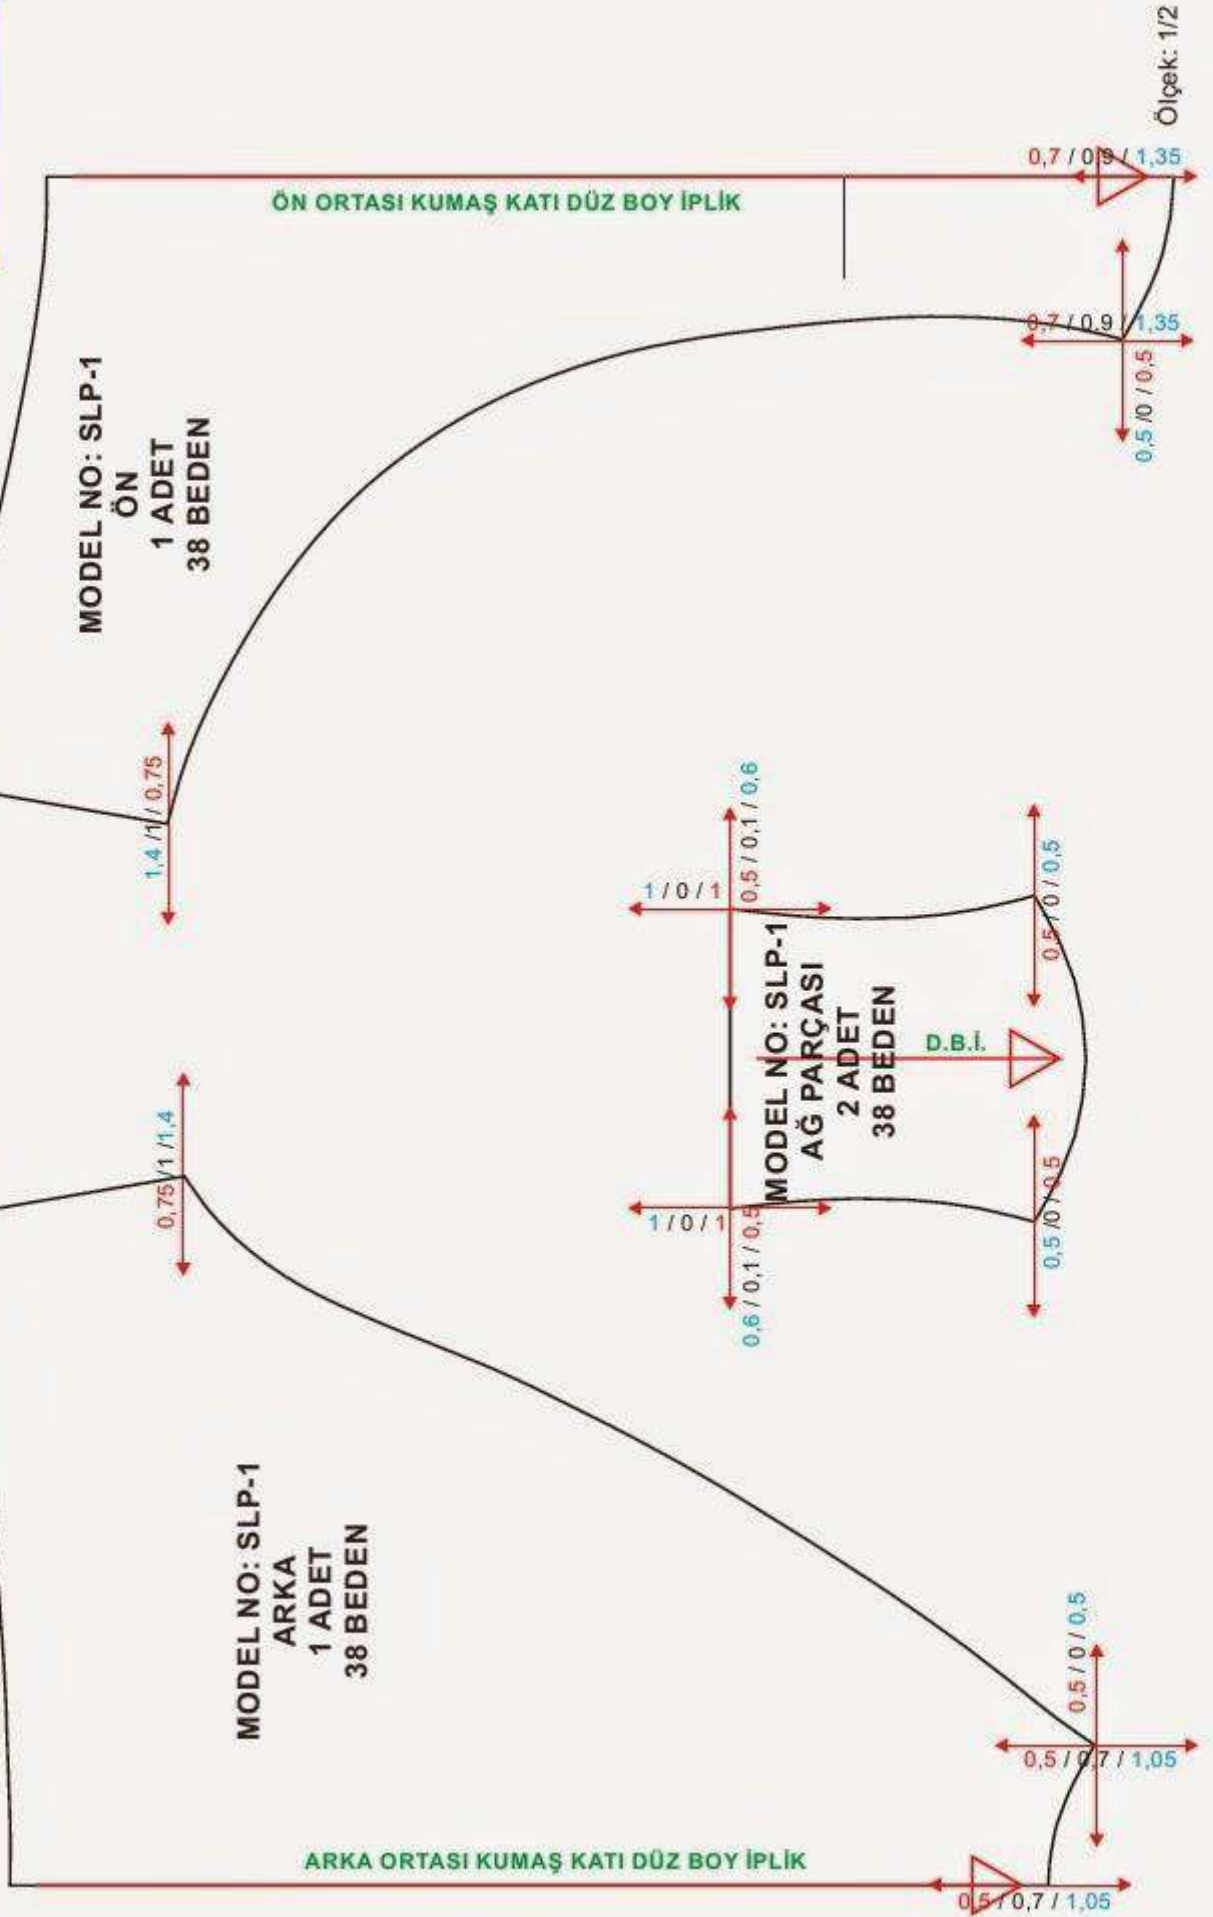 Ölçek: 1/2
0,7 / 0,9 / 1,35
ÖN ORTASI KUMAŞ KATI DÜZ BOY İPLİK
0,7 / 0,9 / 1,35
0,5 /0 / 0,5
MODEL NO: SLP-1
ÖN
1 ADET
38 BEDEN
1,4 /1 / 0,75
0,75 /1 /1,4
1 / 0 / 1
0,5 / 0,1 / 0,6
MODEL NO: SLP-1
AĞ PARÇASI
2 ADET
38 BEDEN
D.B.İ.
0,5 / 0 / 0,5
1 / 0 / 1
0,6 / 0,1 / 0,5
0,5 /0 / 0,5
MODEL NO: SLP-1
ARKA
1 ADET
38 BEDEN
0,5 / 0 / 0,5
0,5 / 0,7 / 1,05
ARKA ORTASI KUMAŞ KATI DÜZ BOY İPLİK
0,5 / 0,7 / 1,05